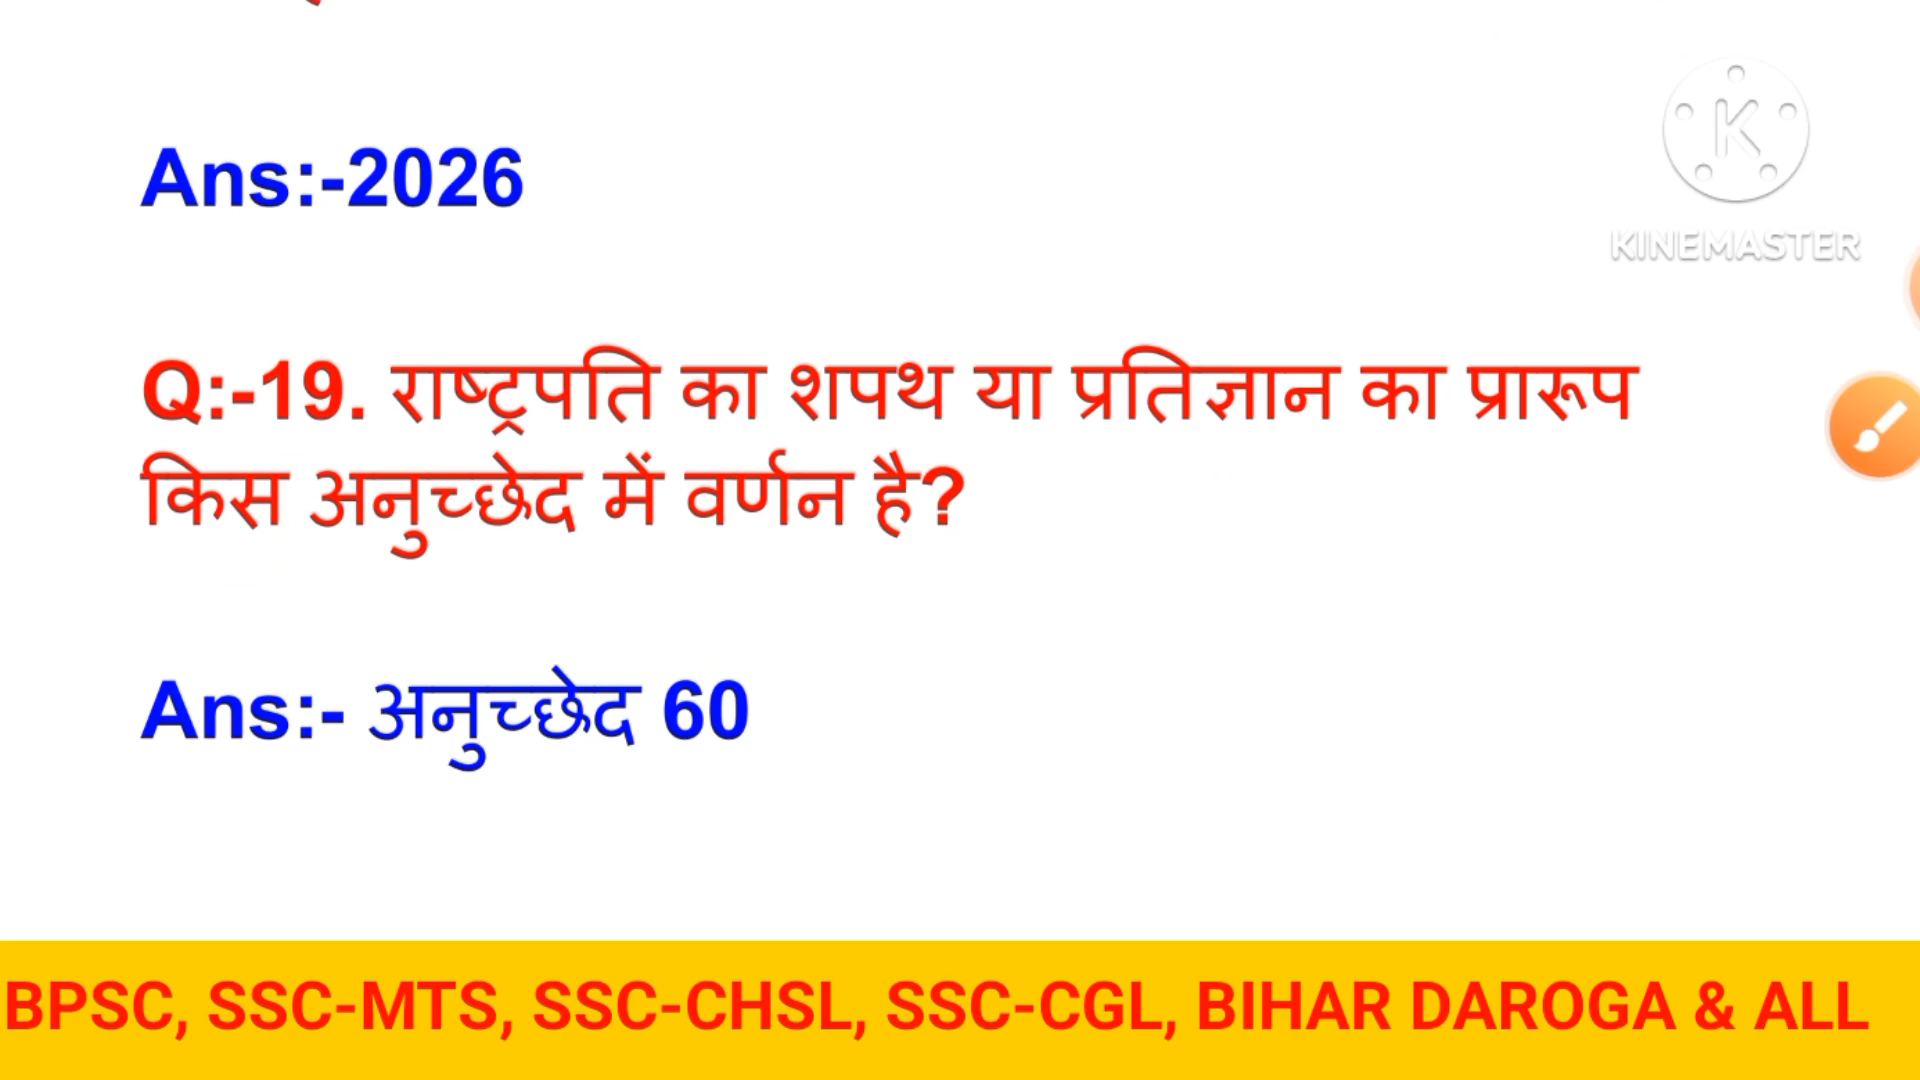 Ans:-2026
KINEMASTER
Q:-19. राष्ट्रपति का शपथ या प्रतिज्ञान का प्रारूप
किस अनुच्छेद में वर्णन है?
Ans:- अनुच्छेद 60
BPSC, SSC-MTS, SSC-CHSL, SSC-CGL, BIHAR DAROGA & ALL